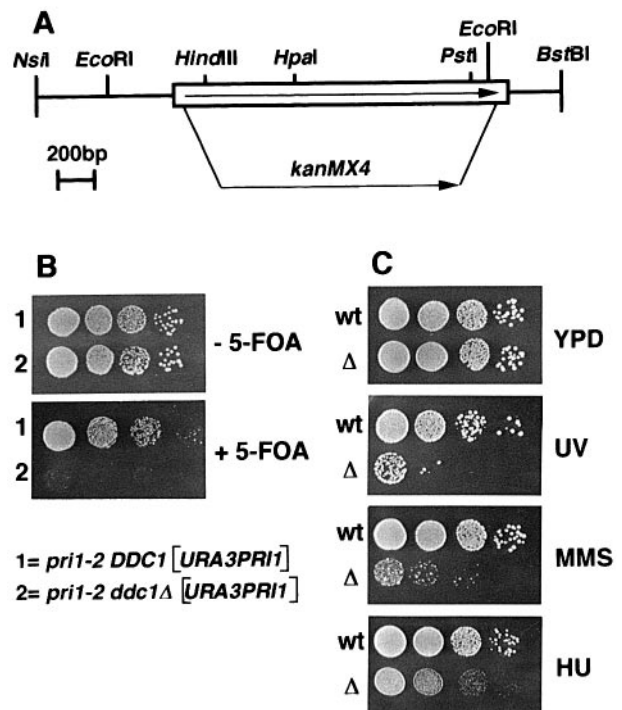 A
NsiI EcoRI HindIII HpaI PstI EcoRI BstBI
200bp
kanMX4
B
1
2
- 5-FOA
1
2
+ 5-FOA
1= pri1-2 DDC1 [URA3PRI1]
2= pri1-2 ddc1Δ [URA3PRI1]
C
wt
Δ
YPD
wt
Δ
UV
wt
Δ
MMS
wt
Δ
HU